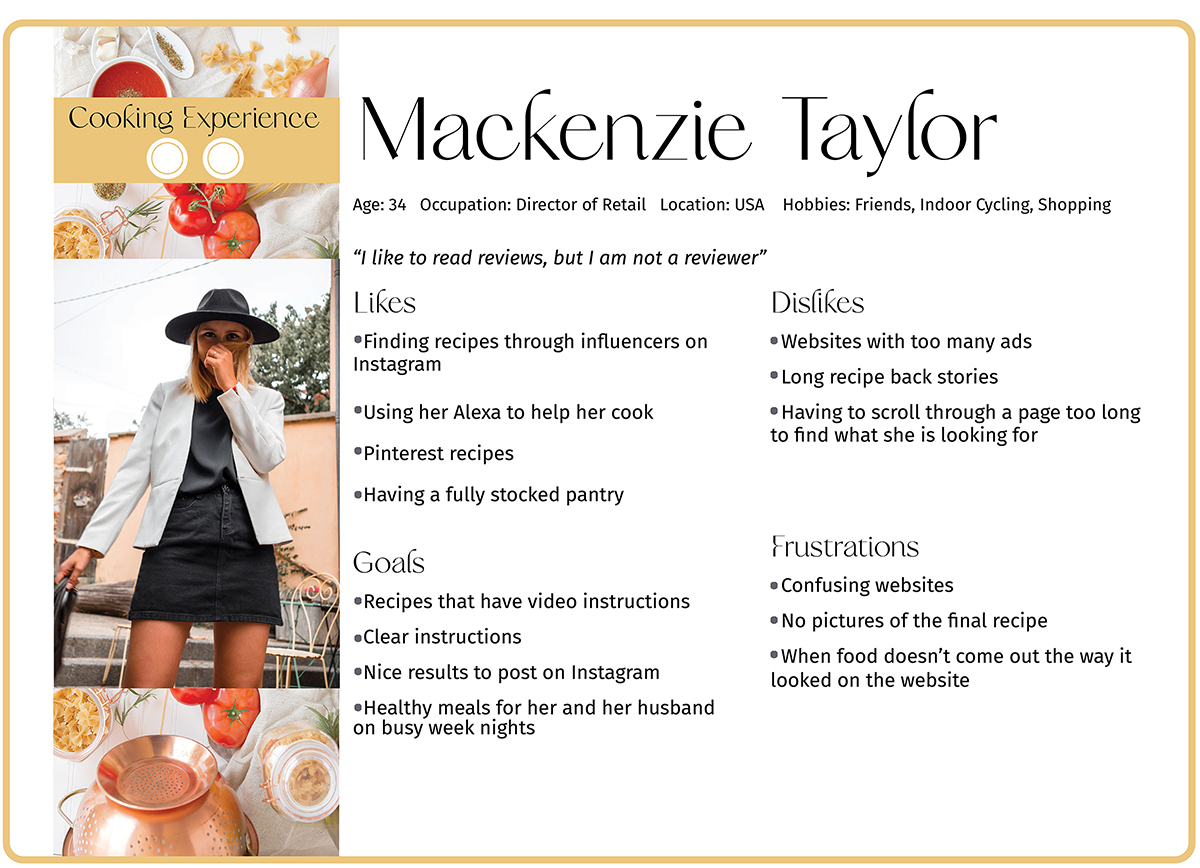 Cooking Experience
Mackenzie Taylor
Age: 34 Occupation: Director of Retail Location: USA Hobbies: Friends, Indoor Cycling, Shopping
“I like to read reviews, but I am not a reviewer”
Likes
•Finding recipes through influencers on
Instagram
•Using her Alexa to help her cook
•Pinterest recipes
•Having a fully stocked pantry
Dislikes
•Websites with too many ads
•Long recipe back stories
•Having to scroll through a page too long
to find what she is looking for
Goals
•Recipes that have video instructions
•Clear instructions
•Nice results to post on Instagram
•Healthy meals for her and her husband
on busy week nights
Frustrations
•Confusing websites
•No pictures of the final recipe
•When food doesn’t come out the way it
looked on the website